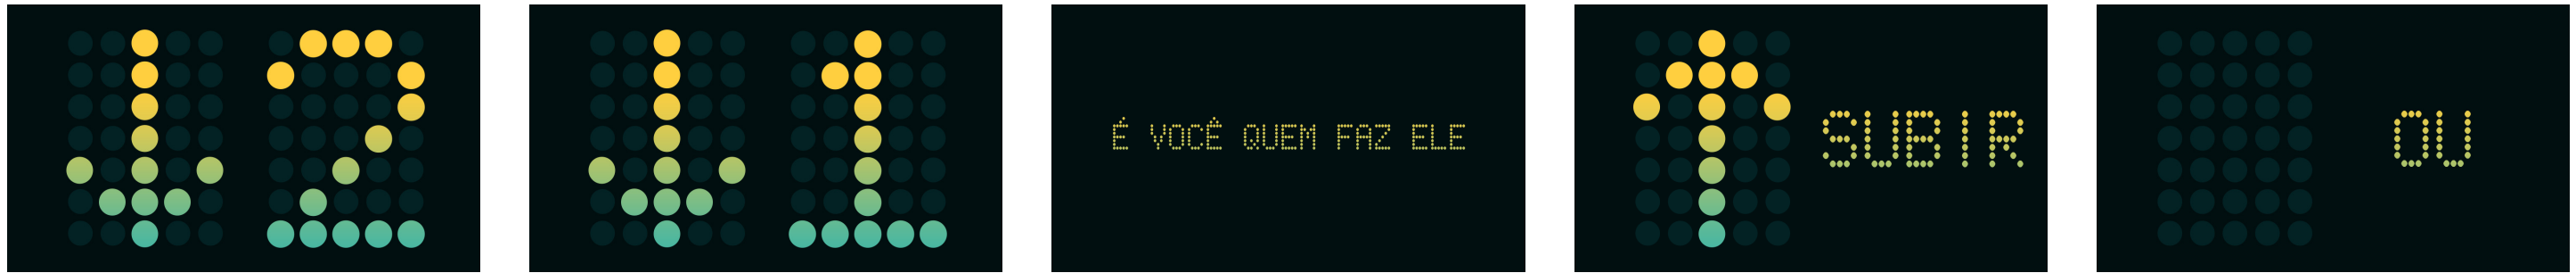 ↓ 2
↓ 1
É VOCÊ QUEM FAZ ELE
↑ SUBIR
OU